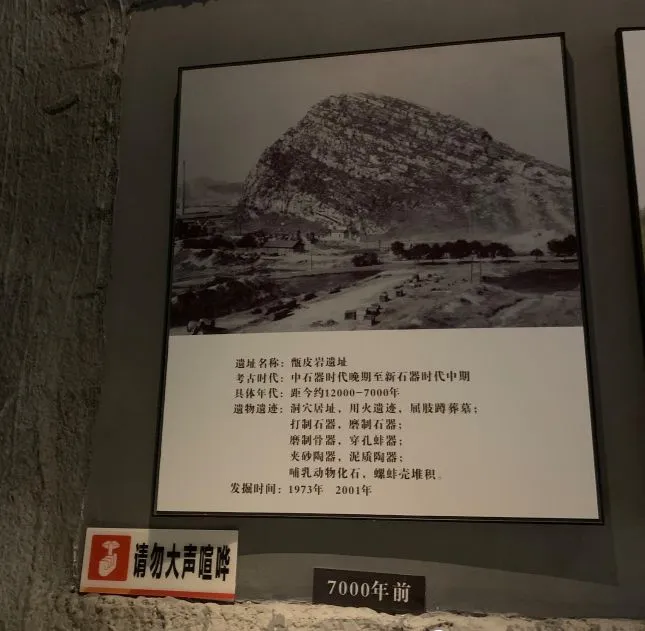 遗址名称：甑皮岩遗址
考古时代：中石器时代晚期至新石器时代中期
具体年代：距今约12000-7000年
遗物遗迹：洞穴居址，用火遗迹，屈肢蹲葬墓；
打制石器，磨制石器；
磨制骨器，穿孔蚌器；
夹砂陶器，泥质陶器；
哺乳动物化石，螺蚌壳堆积。
发掘时间：1973年 2001年
请勿大声喧哗
7000年前